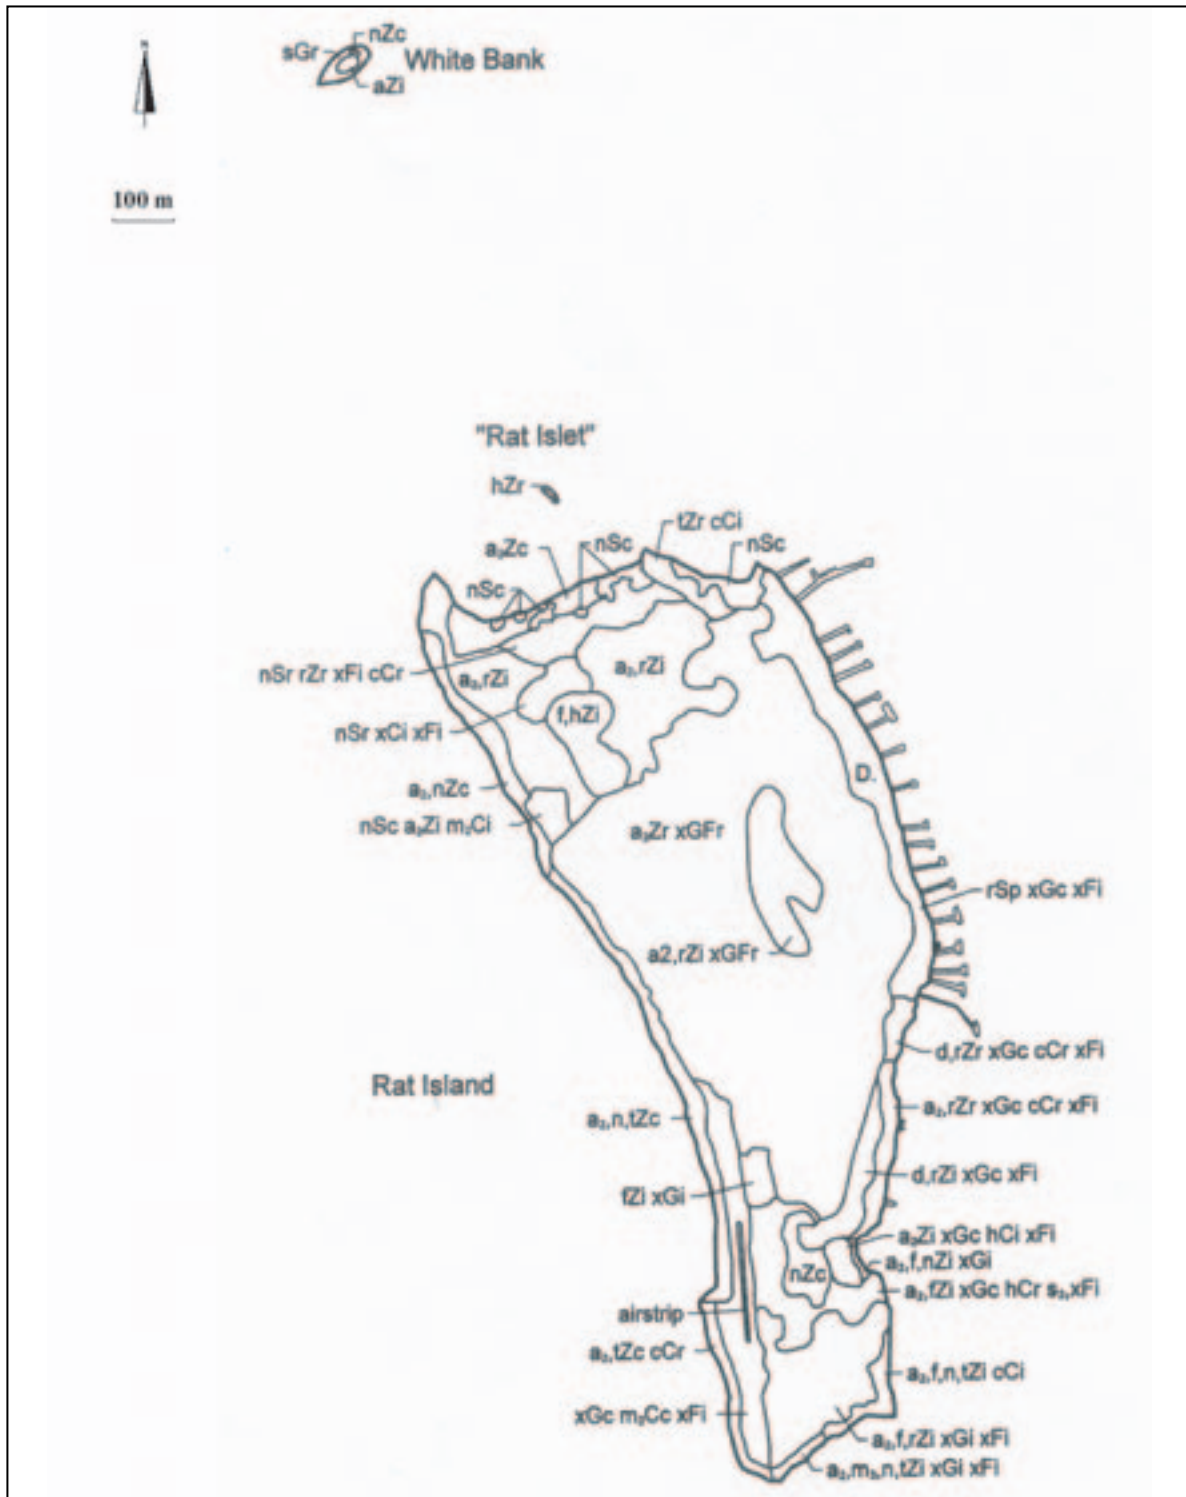 N
nZc
sGr
White Bank
aZi
100 m
"Rat Islet"
hZr
tZr cCi
nSc
nSc
a₂Zc
nSc
nSr rZr xFi cCr
a₂,rZi
a₂,rZi
f,hZi
nSr xCi xFi
D.
a₂,nZc
nSc a₂Zi m₂Ci
a₂Zr xGFr
rSp xGc xFi
a2,rZi xGFr
d,rZr xGc cCr xFi
Rat Island
a₂,rZr xGc cCr xFi
a₂,n,tZc
d,rZi xGc xFi
fZi xGi
a₂Zi xGc hCi xFi
a₂,f,nZi xGi
nZc
a₂,fZi xGc hCr s₂,xFi
airstrip
a₂,tZc cCr
a₂,f,n,tZi cCi
xGc m₂Cc xFi
a₂,f,rZi xGi xFi
a₂,m₂,n,tZi xGi xFi